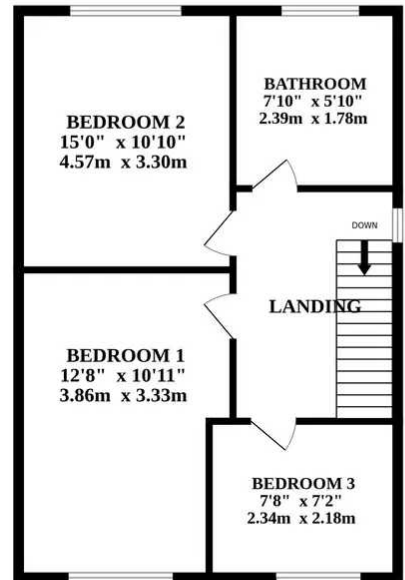 BEDROOM 2
15'0" x 10'10"
4.57m x 3.30m
BATHROOM
7'10" x 5'10"
2.39m x 1.78m
DOWN
LANDING
BEDROOM 1
12'8" x 10'11"
3.86m x 3.33m
BEDROOM 3
7'8" x 7'2"
2.34m x 2.18m